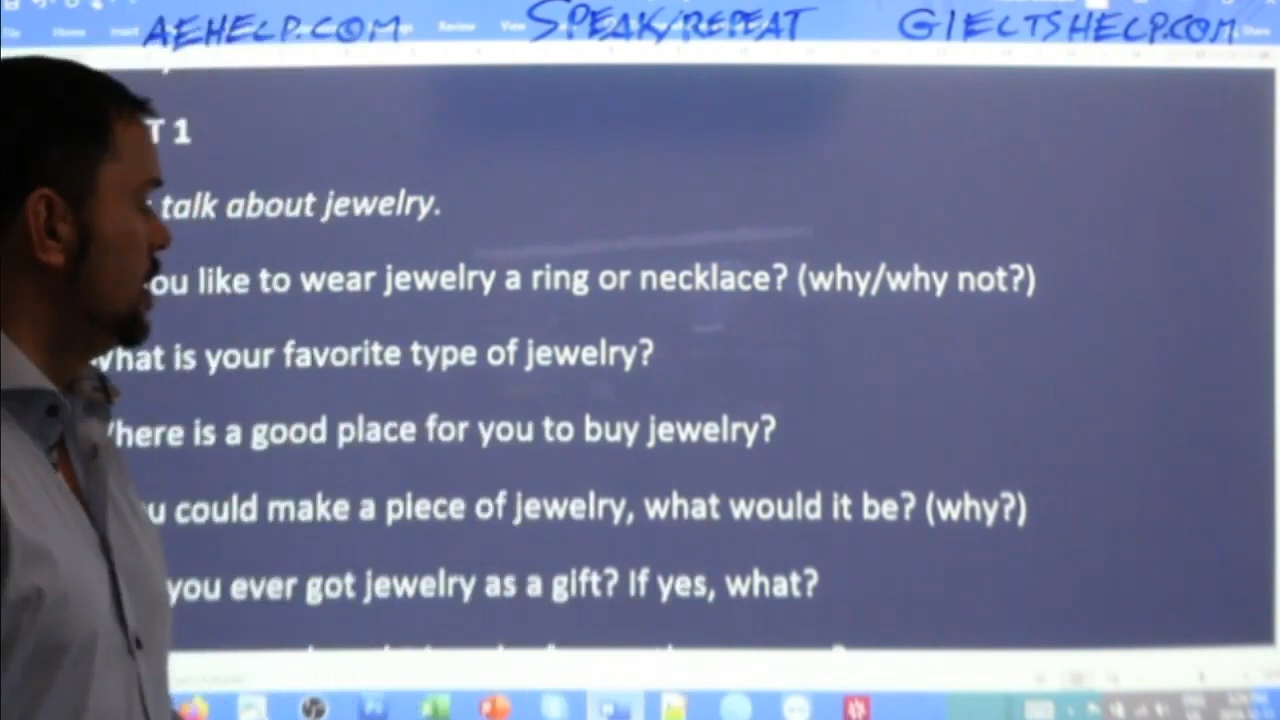 AEHELP.COM SPEAK/REPEAT GIELTSHELP.COM
T 1
talk about jewelry.
ou like to wear jewelry a ring or necklace? (why/why not?)
What is your favorite type of jewelry?
here is a good place for you to buy jewelry?
u could make a piece of jewelry, what would it be? (why?)
you ever got jewelry as a gift? If yes, what?